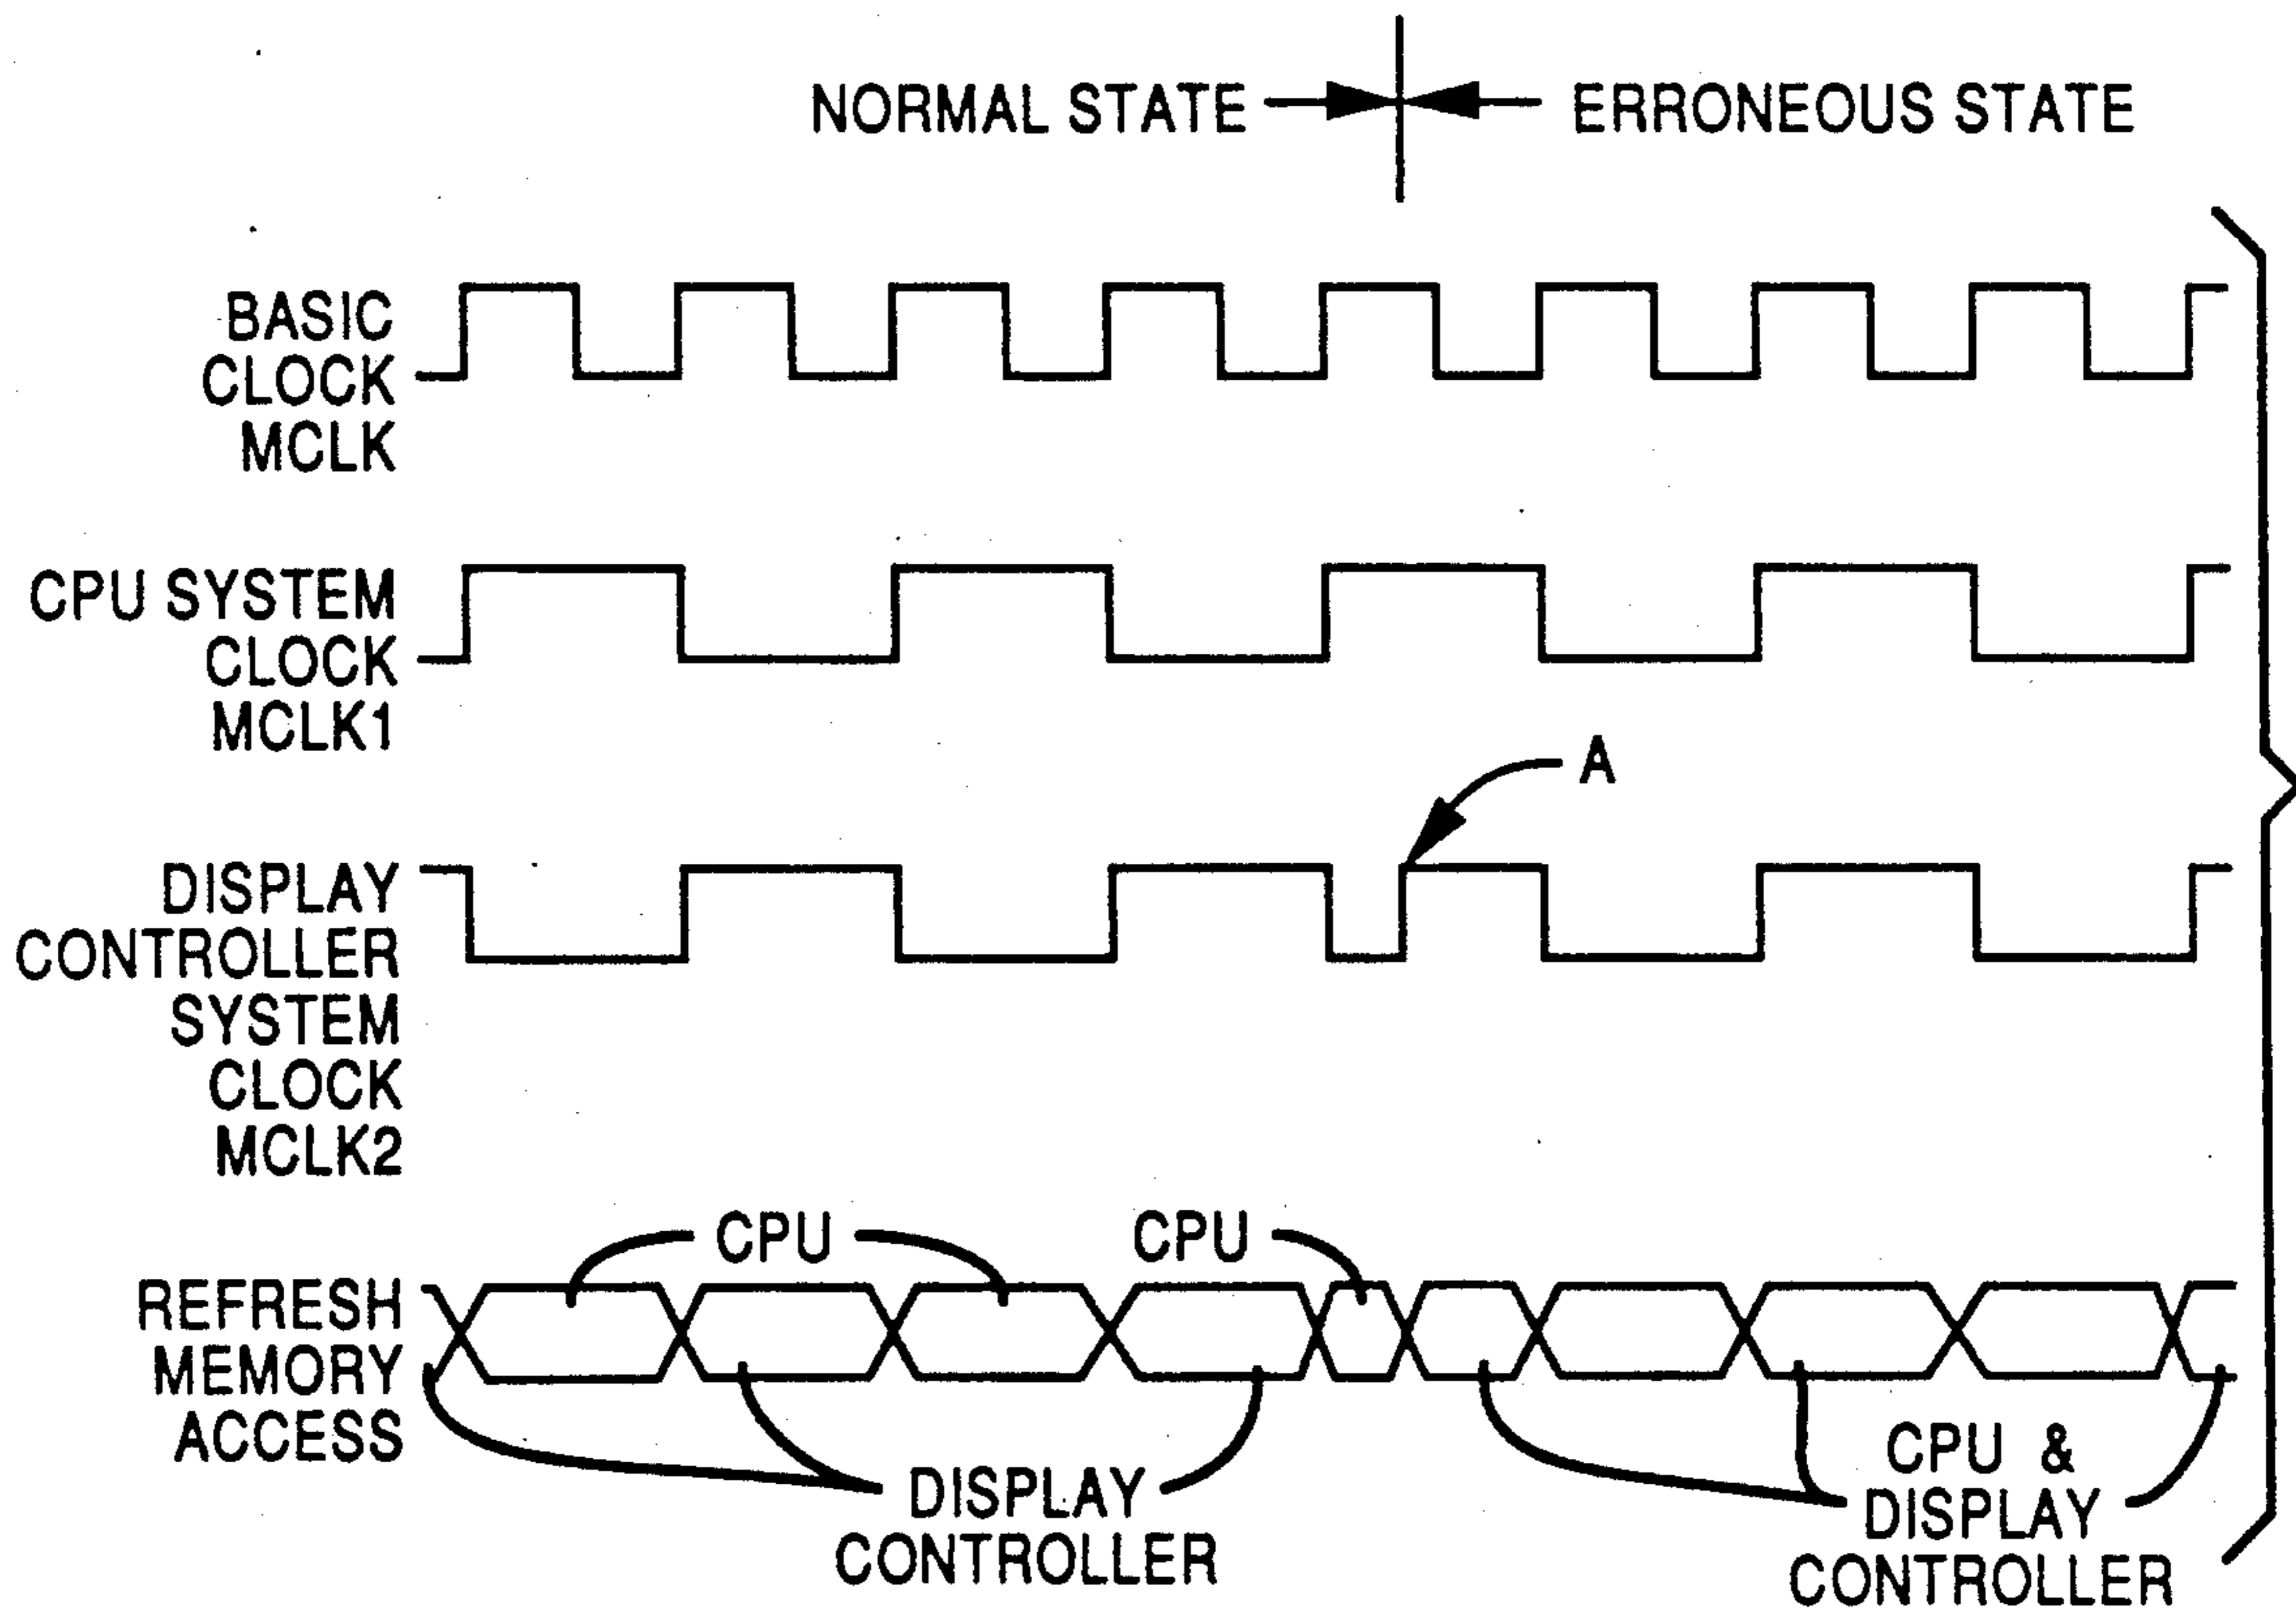 NORMAL STATE
ERRONEOUS STATE
BASIC
CLOCK
MCLK
CPU SYSTEM
CLOCK
MCLK1
A
DISPLAY
CONTROLLER
SYSTEM
CLOCK
MCLK2
CPU
CPU
REFRESH
MEMORY
ACCESS
DISPLAY
CONTROLLER
CPU &
DISPLAY
CONTROLLER